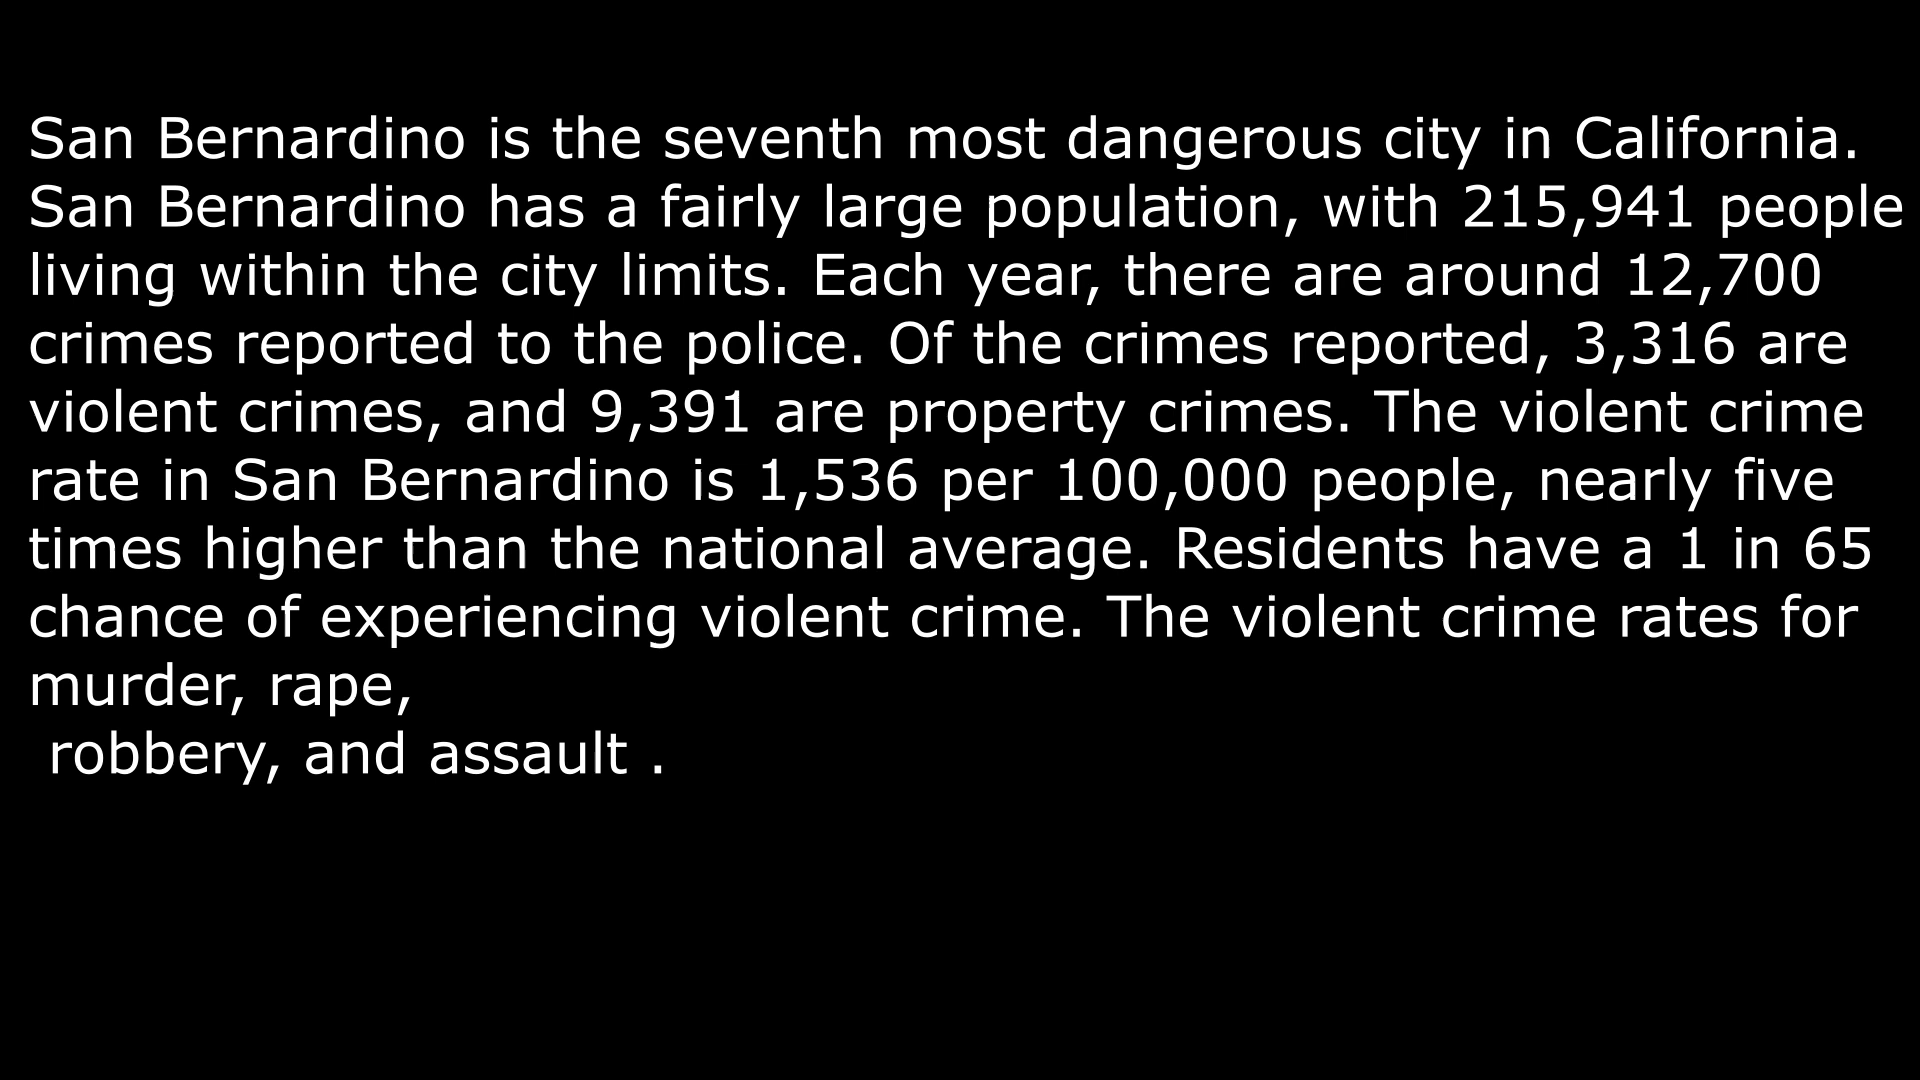 San Bernardino is the seventh most dangerous city in California.
San Bernardino has a fairly large population, with 215,941 people
living within the city limits. Each year, there are around 12,700
crimes reported to the police. Of the crimes reported, 3,316 are
violent crimes, and 9,391 are property crimes. The violent crime
rate in San Bernardino is 1,536 per 100,000 people, nearly five
times higher than the national average. Residents have a 1 in 65
chance of experiencing violent crime. The violent crime rates for
murder, rape,
robbery, and assault .